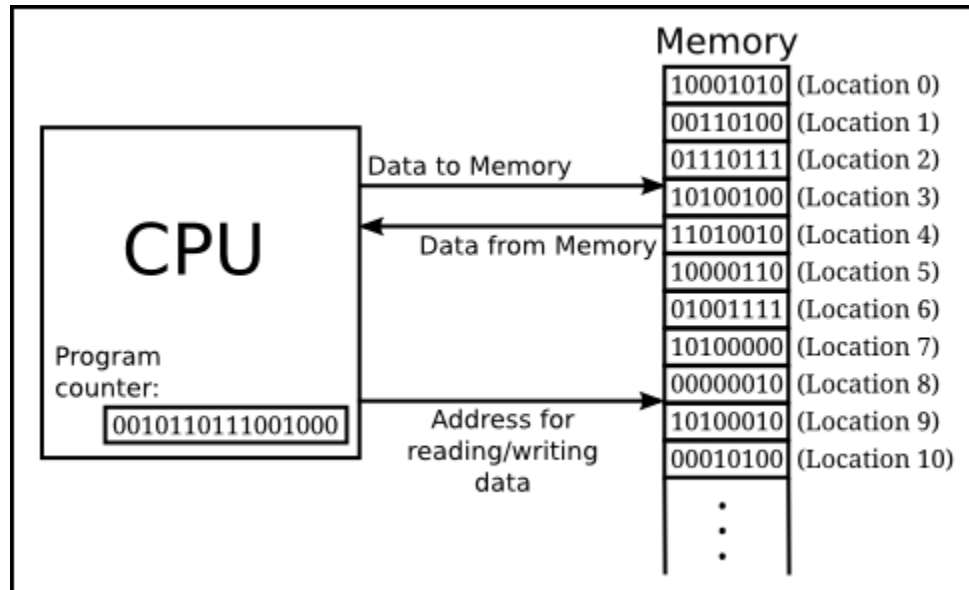 Memory
10001010 (Location 0)
00110100 (Location 1)
01110111 (Location 2)
10100100 (Location 3)
11010010 (Location 4)
10000110 (Location 5)
01001111 (Location 6)
10100000 (Location 7)
00000010 (Location 8)
10100010 (Location 9)
00010100 (Location 10)
Data to Memory
Data from Memory
CPU
Program
counter:
0010110111001000
Address for
reading/writing
data